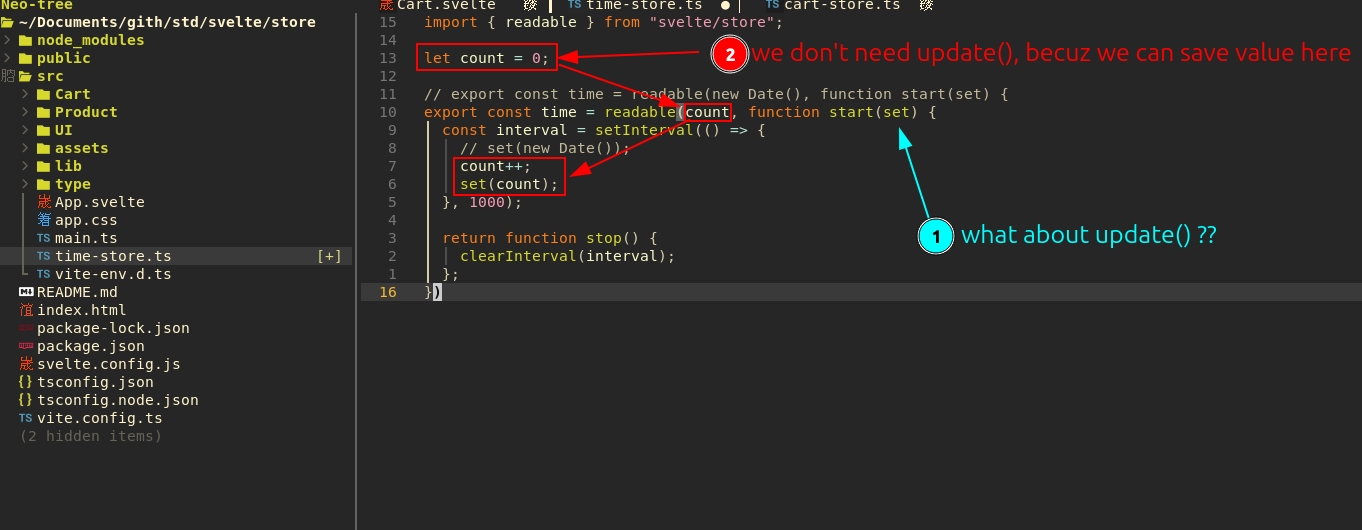 Neo-tree
Cart.svelte TS time-store.ts ● TS cart-store.ts
~/Documents/gith/std/svelte/store
node_modules
public
src
Cart
Product
UI
assets
lib
type
App.svelte
app.css
TS main.ts
TS time-store.ts [+]
TS vite-env.d.ts
README.md
index.html
package-lock.json
package.json
svelte.config.js
{} tsconfig.json
{} tsconfig.node.json
TS vite.config.ts
(2 hidden items)
15 import { readable } from "svelte/store";
14
13 let count = 0;
12
11 // export const time = readable(new Date(), function start(set) {
10 export const time = readable(count, function start(set) {
9 const interval = setInterval(() => {
8 // set(new Date());
7 count++;
6 set(count);
5 }, 1000);
4
3 return function stop() {
2 clearInterval(interval);
1 };
16 })
2 we don't need update(), becuz we can save value here
1 what about update() ??